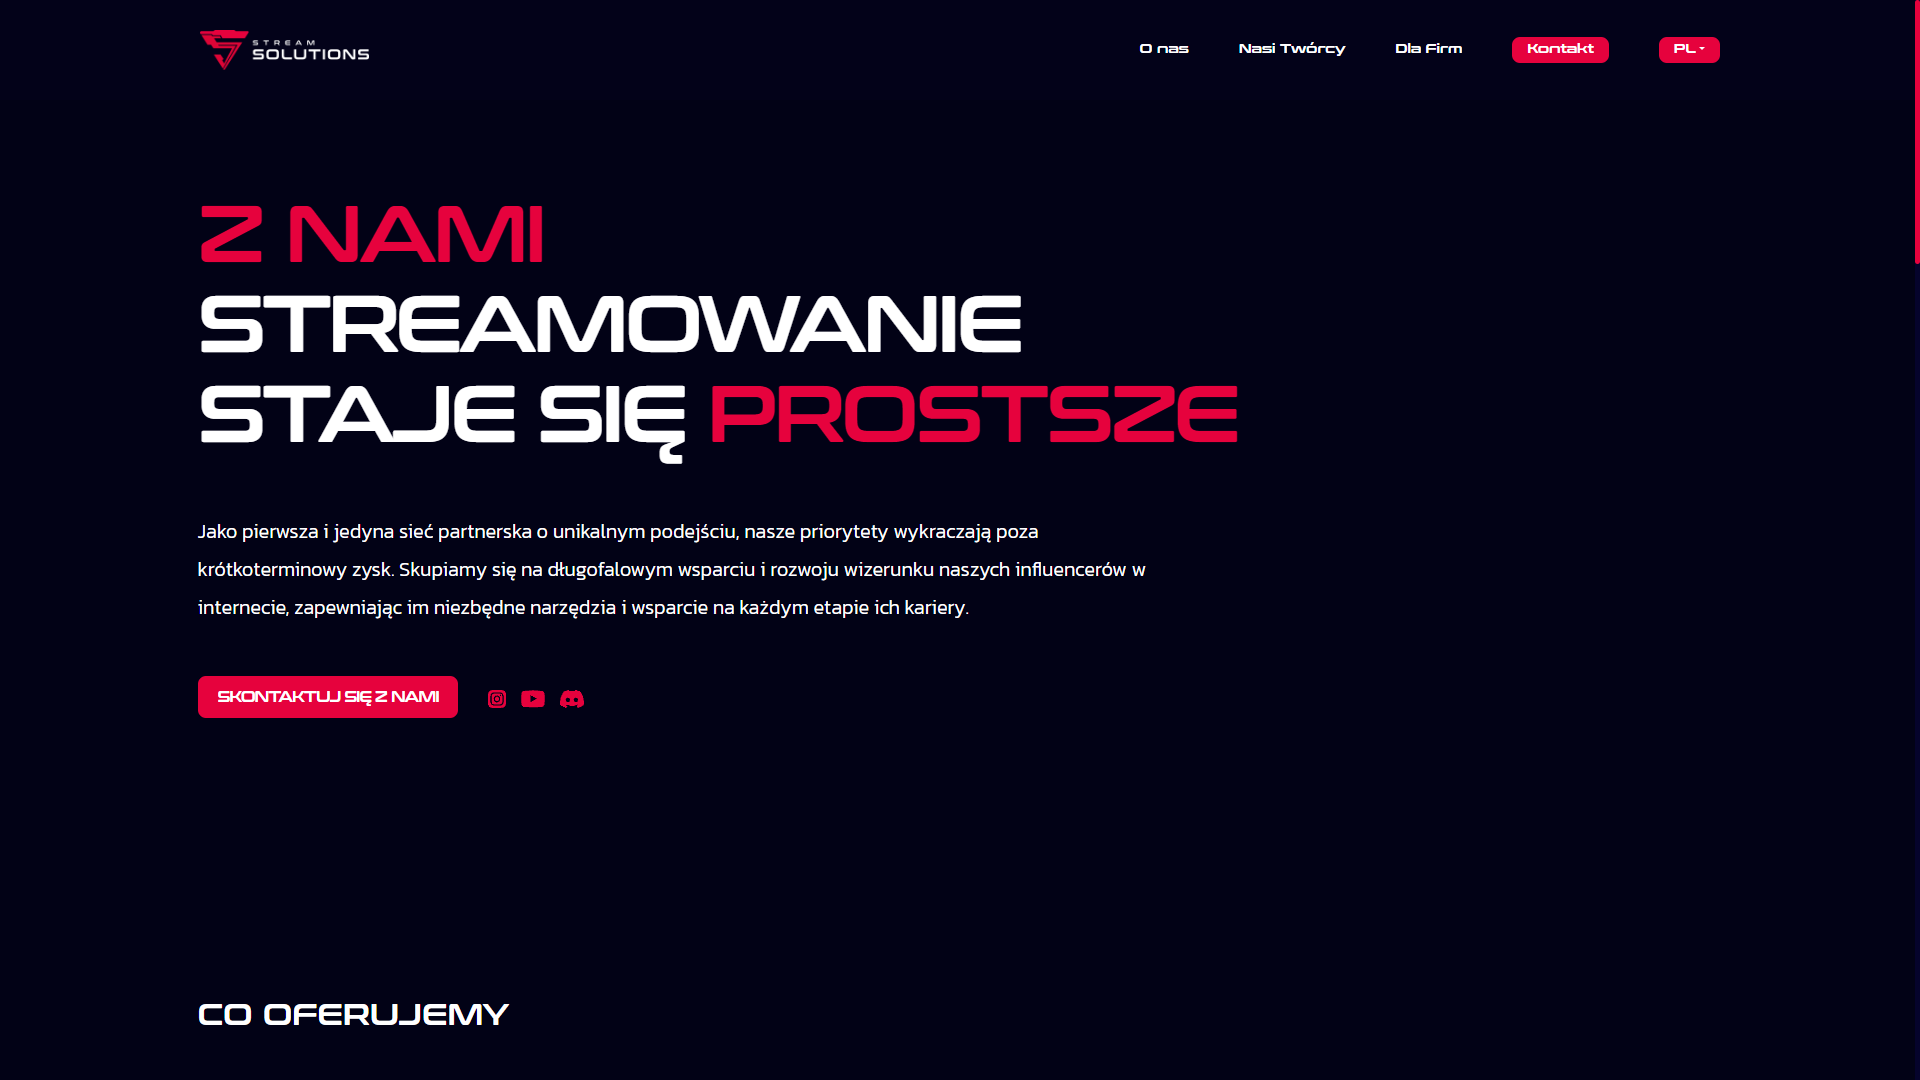 STREAM
SOLUTIONS
O nas
Nasi Twórcy
Dla Firm
Kontakt
PL
Z NAMI
STREAMOWANIE
STAJE SIĘ PROSTSZE
Jako pierwsza i jedyna sieć partnerska o unikalnym podejściu, nasze priorytety wykraczają poza
krótkoterminowy zysk. Skupiamy się na długofalowym wsparciu i rozwoju wizerunku naszych influencerów w
internecie, zapewniając im niezbędne narzędzia i wsparcie na każdym etapie ich kariery.
SKONTAKTUJ SIĘ Z NAMI
CO OFERUJEMY